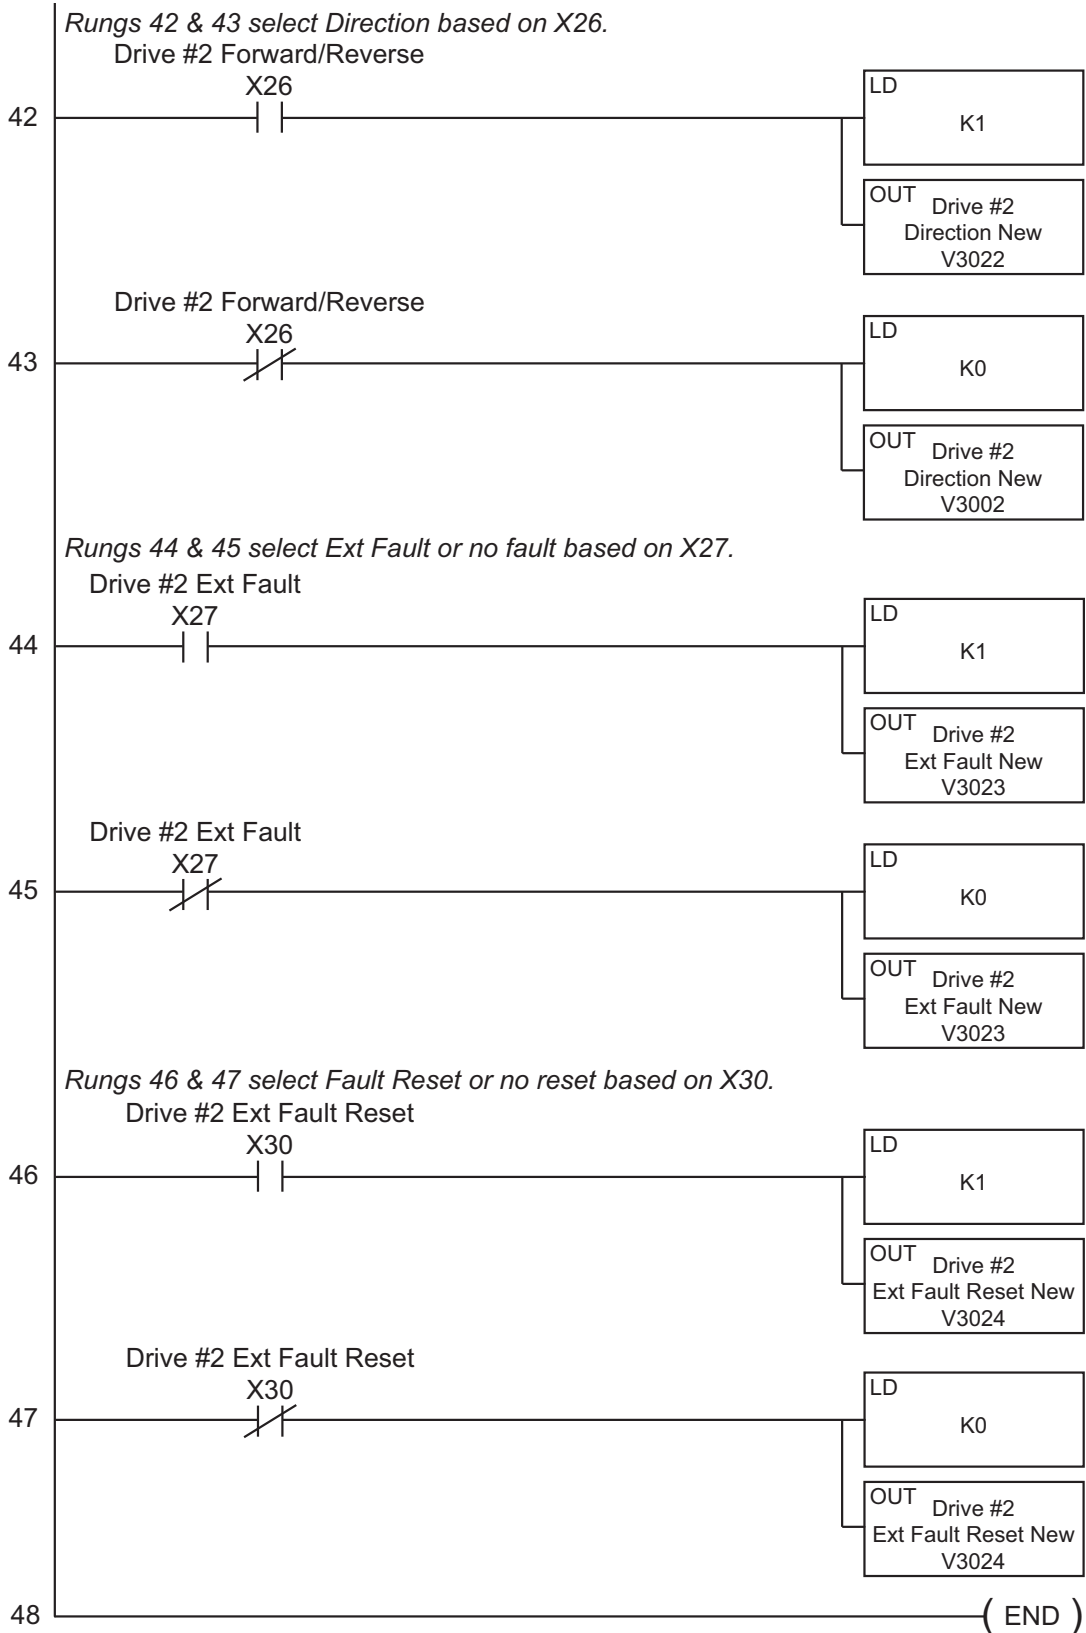 Rungs 42 & 43 select Direction based on X26.
Drive #2 Forward/Reverse
X26
42
LD
K1
OUT
Drive #2
Direction New
V3022
Drive #2 Forward/Reverse
X26
43
LD
K0
OUT
Drive #2
Direction New
V3002
Rungs 44 & 45 select Ext Fault or no fault based on X27.
Drive #2 Ext Fault
X27
44
LD
K1
OUT
Drive #2
Ext Fault New
V3023
Drive #2 Ext Fault
X27
45
LD
K0
OUT
Drive #2
Ext Fault New
V3023
Rungs 46 & 47 select Fault Reset or no reset based on X30.
Drive #2 Ext Fault Reset
X30
46
LD
K1
OUT
Drive #2
Ext Fault Reset New
V3024
Drive #2 Ext Fault Reset
X30
47
LD
K0
OUT
Drive #2
Ext Fault Reset New
V3024
48
( END )